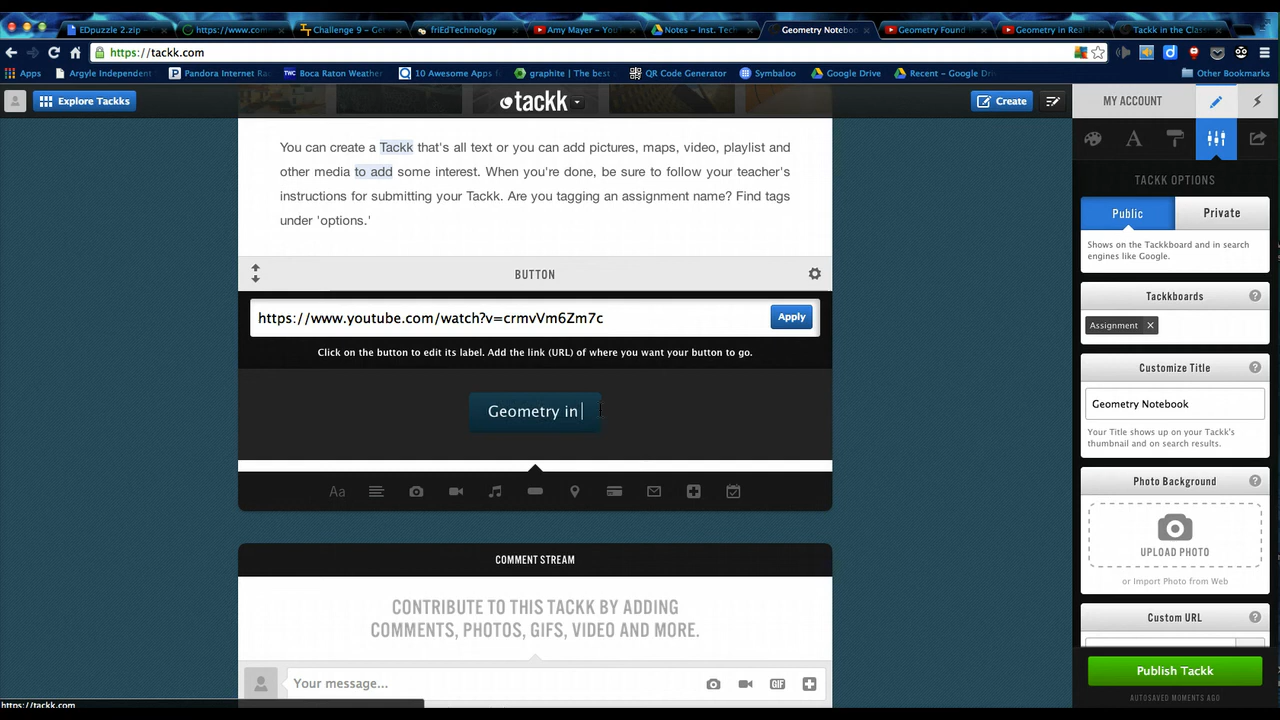 EDpuzzle 2.zip -
https://www.com
Challenge 9 - Get
friEdTechnology
Amy Mayer - YouT
Notes - Inst. Tech
Geometry Notebo
Geometry Found
Geometry in Real
Tackk in the Class
https://tackk.com
Apps
Argyle Independent
Pandora Internet Ra
Boca Raton Weather
10 Awesome Apps f
graphite | The best
QR Code Generator
Symbaloo
Google Drive
Recent - Google Driv
Other Bookmarks
Explore Tackks
tackk
Create
MY ACCOUNT
You can create a Tackk that's all text or you can add pictures, maps, video, playlist and
other media to add some interest. When you're done, be sure to follow your teacher's
instructions for submitting your Tackk. Are you tagging an assignment name? Find tags
under 'options.'
BUTTON
https://www.youtube.com/watch?v=crmvVm6Zm7c
Apply
Click on the button to edit its label. Add the link (URL) of where you want your button to go.
Geometry in
Aa
COMMENT STREAM
CONTRIBUTE TO THIS TACKK BY ADDING
COMMENTS, PHOTOS, GIFS, VIDEO AND MORE.
Your message...
GIF
TACKK OPTIONS
Public
Private
Shows on the Tackkboard and in search
engines like Google.
Tackkboards
Assignment
Customize Title
Geometry Notebook
Your Title shows up on your Tackk's
thumbnail and on search results.
Photo Background
UPLOAD PHOTO
or Import Photo from Web
Custom URL
Publish Tackk
AUTOSAVED MOMENTS AGO
https://tackk.com